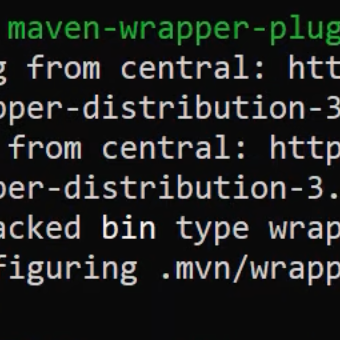 maven-wrapper-plug
g from central: htt
pper-distribution-3
from central: http
per-distribution-3.
acked bin type wrap
figuring .mvn/wrapp